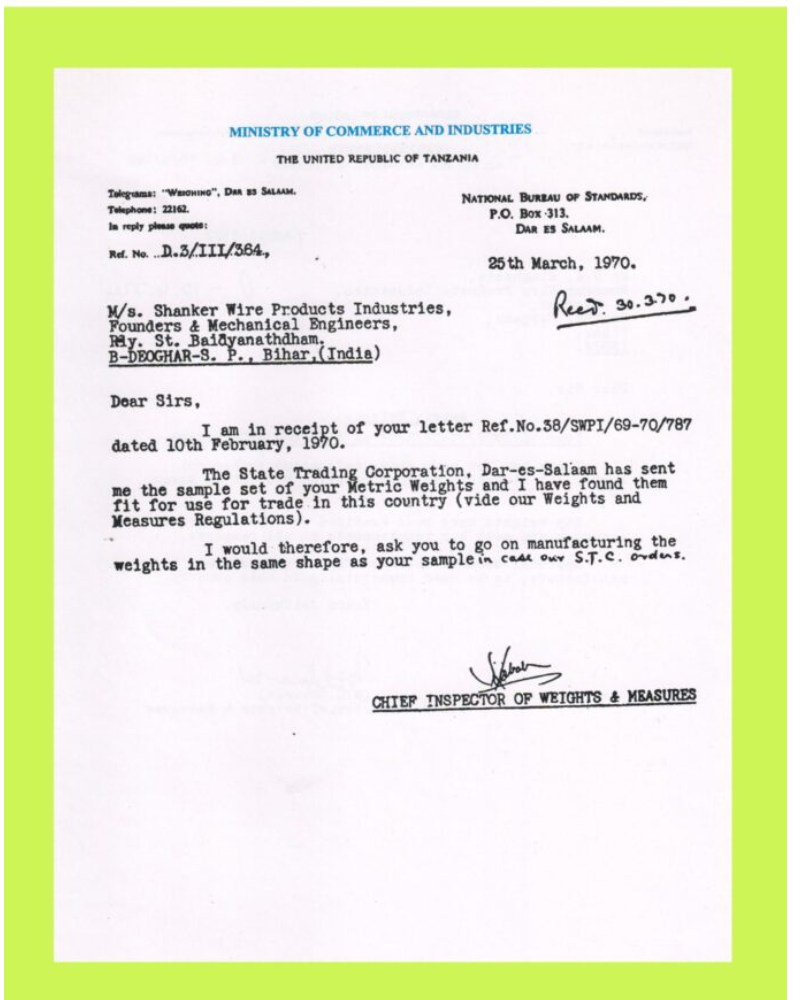 MINISTRY OF COMMERCE AND INDUSTRIES
THE UNITED REPUBLIC OF TANZANIA
Telegrams: "WEIGHING", DAR ES SALAAM.
Telephone: 22162.
In reply please quote:
Ref. No. D.3/III/364.,
NATIONAL BUREAU OF STANDARDS,
P.O. BOX 313.
DAR ES SALAAM.
25th March, 1970.
Recd. 30.3.70.
M/s. Shanker Wire Products Industries,
Founders & Mechanical Engineers,
Rly. St. Baidyanathdham.
B-DEOGHAR-S. P., Bihar,(India)
Dear Sirs,
I am in receipt of your letter Ref.No.38/SWPI/69-70/787
dated 10th February, 1970.
The State Trading Corporation, Dar-es-Salaam has sent
me the sample set of your Metric Weights and I have found them
fit for use for trade in this country (vide our Weights and
Measures Regulations).
I would therefore, ask you to go on manufacturing the
weights in the same shape as your sample in case our S.T.C. orders.
CHIEF INSPECTOR OF WEIGHTS & MEASURES